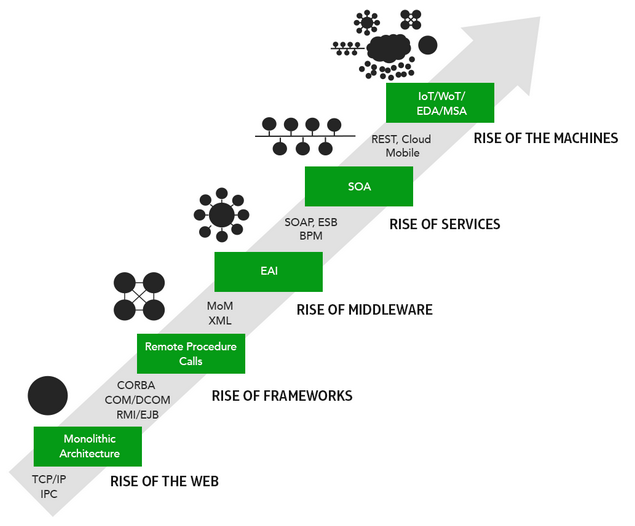 IoT/WoT/
EDA/MSA
REST, Cloud
Mobile
RISE OF THE MACHINES
SOA
SOAP, ESB
BPM
RISE OF SERVICES
EAI
MoM
XML
RISE OF MIDDLEWARE
Remote Procedure
Calls
CORBA
COM/DCOM
RMI/EJB
RISE OF FRAMEWORKS
Monolithic
Architecture
TCP/IP
IPC
RISE OF THE WEB